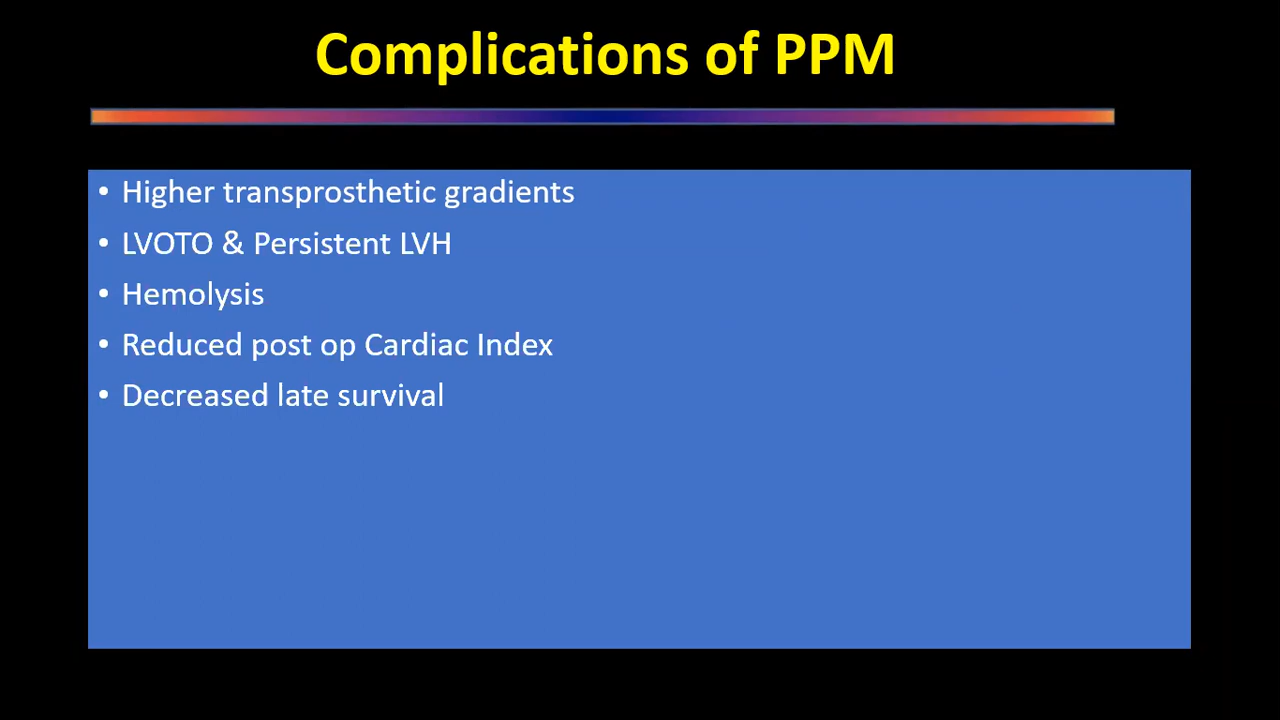 Complications of PPM
• Higher transprosthetic gradients
• LVOTO & Persistent LVH
• Hemolysis
• Reduced post op Cardiac Index
• Decreased late survival